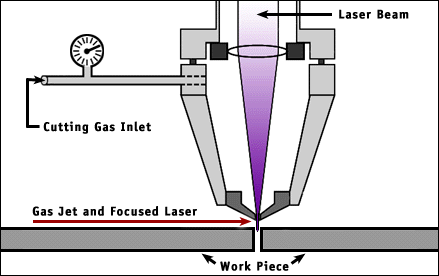 Laser Beam
Cutting Gas Inlet
Gas Jet and Focused Laser
Work Piece